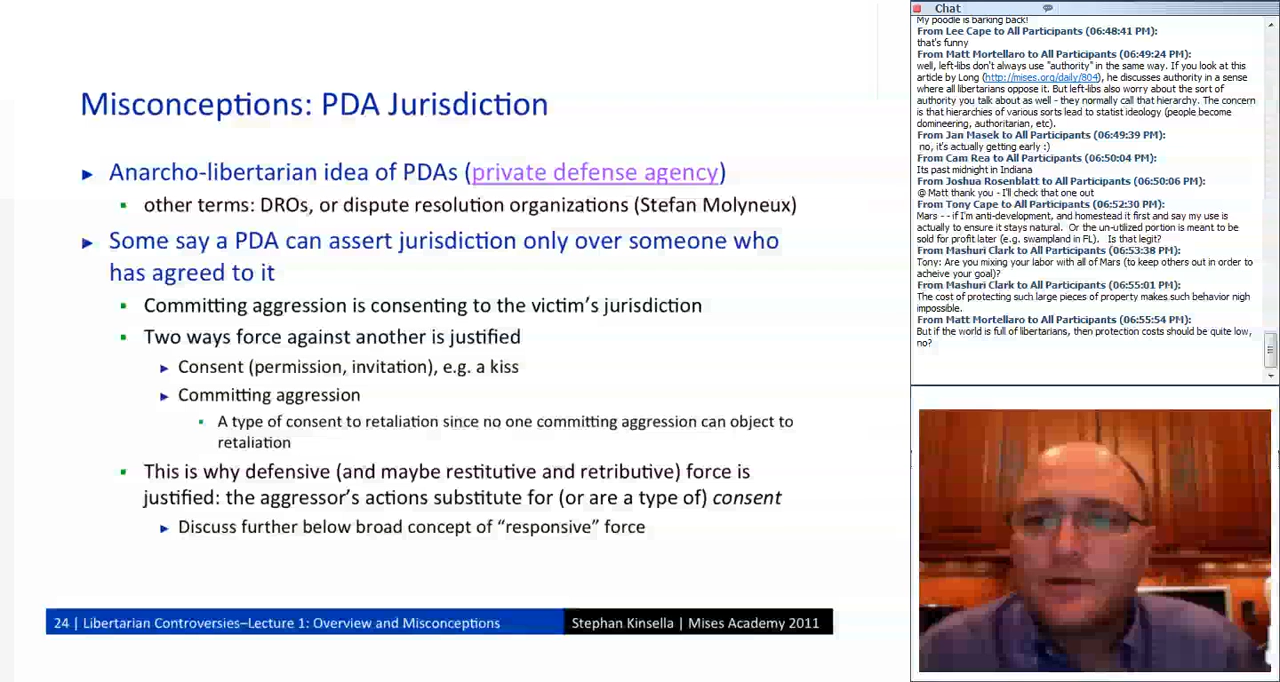 Misconceptions: PDA Jurisdiction
► Anarcho-libertarian idea of PDAs (private defense agency)
▪ other terms: DROs, or dispute resolution organizations (Stefan Molyneux)
► Some say a PDA can assert jurisdiction only over someone who
has agreed to it
▪ Committing aggression is consenting to the victim's jurisdiction
▪ Two ways force against another is justified
► Consent (permission, invitation), e.g. a kiss
► Committing aggression
▪ A type of consent to retaliation since no one committing aggression can object to
retaliation
▪ This is why defensive (and maybe restitutive and retributive) force is
justified: the aggressor's actions substitute for (or are a type of) consent
► Discuss further below broad concept of "responsive" force
24 | Libertarian Controversies–Lecture 1: Overview and Misconceptions
Stephan Kinsella | Mises Academy 2011
Chat
My poodle is barking back!
From Lee Cape to All Participants (06:48:41 PM):
that's funny
From Matt Mortellaro to All Participants (06:49:24 PM):
well, left-libs don't always use "authority" in the same way. If you look at this
article by Long (http://mises.org/daily/804), he discusses authority in a sense
where all libertarians oppose it. But left-libs also worry about the sort of
authority you talk about as well - they normally call that hierarchy. The concern
is that hierarchies of various sorts lead to statist ideology (people become
domineering, authoritarian, etc).
From Jan Masek to All Participants (06:49:39 PM):
no, it's actually getting early :)
From Cam Rea to All Participants (06:50:04 PM):
Its past midnight in Indiana
From Joshua Rosenblatt to All Participants (06:50:06 PM):
@ Matt thank you - I'll check that one out
From Tony Cape to All Participants (06:52:30 PM):
Mars - - if I'm anti-development, and homestead it first and say my use is
actually to ensure it stays natural. Or the un-utilized portion is meant to be
sold for profit later (e.g. swampland in FL). Is that legit?
From Mashuri Clark to All Participants (06:53:38 PM):
Tony: Are you mixing your labor with all of Mars (to keep others out in order to
acheive your goal)?
From Mashuri Clark to All Participants (06:55:01 PM):
The cost of protecting such large pieces of property makes such behavior nigh
impossible.
From Matt Mortellaro to All Participants (06:55:54 PM):
But if the world is full of libertarians, then protection costs should be quite low,
no?